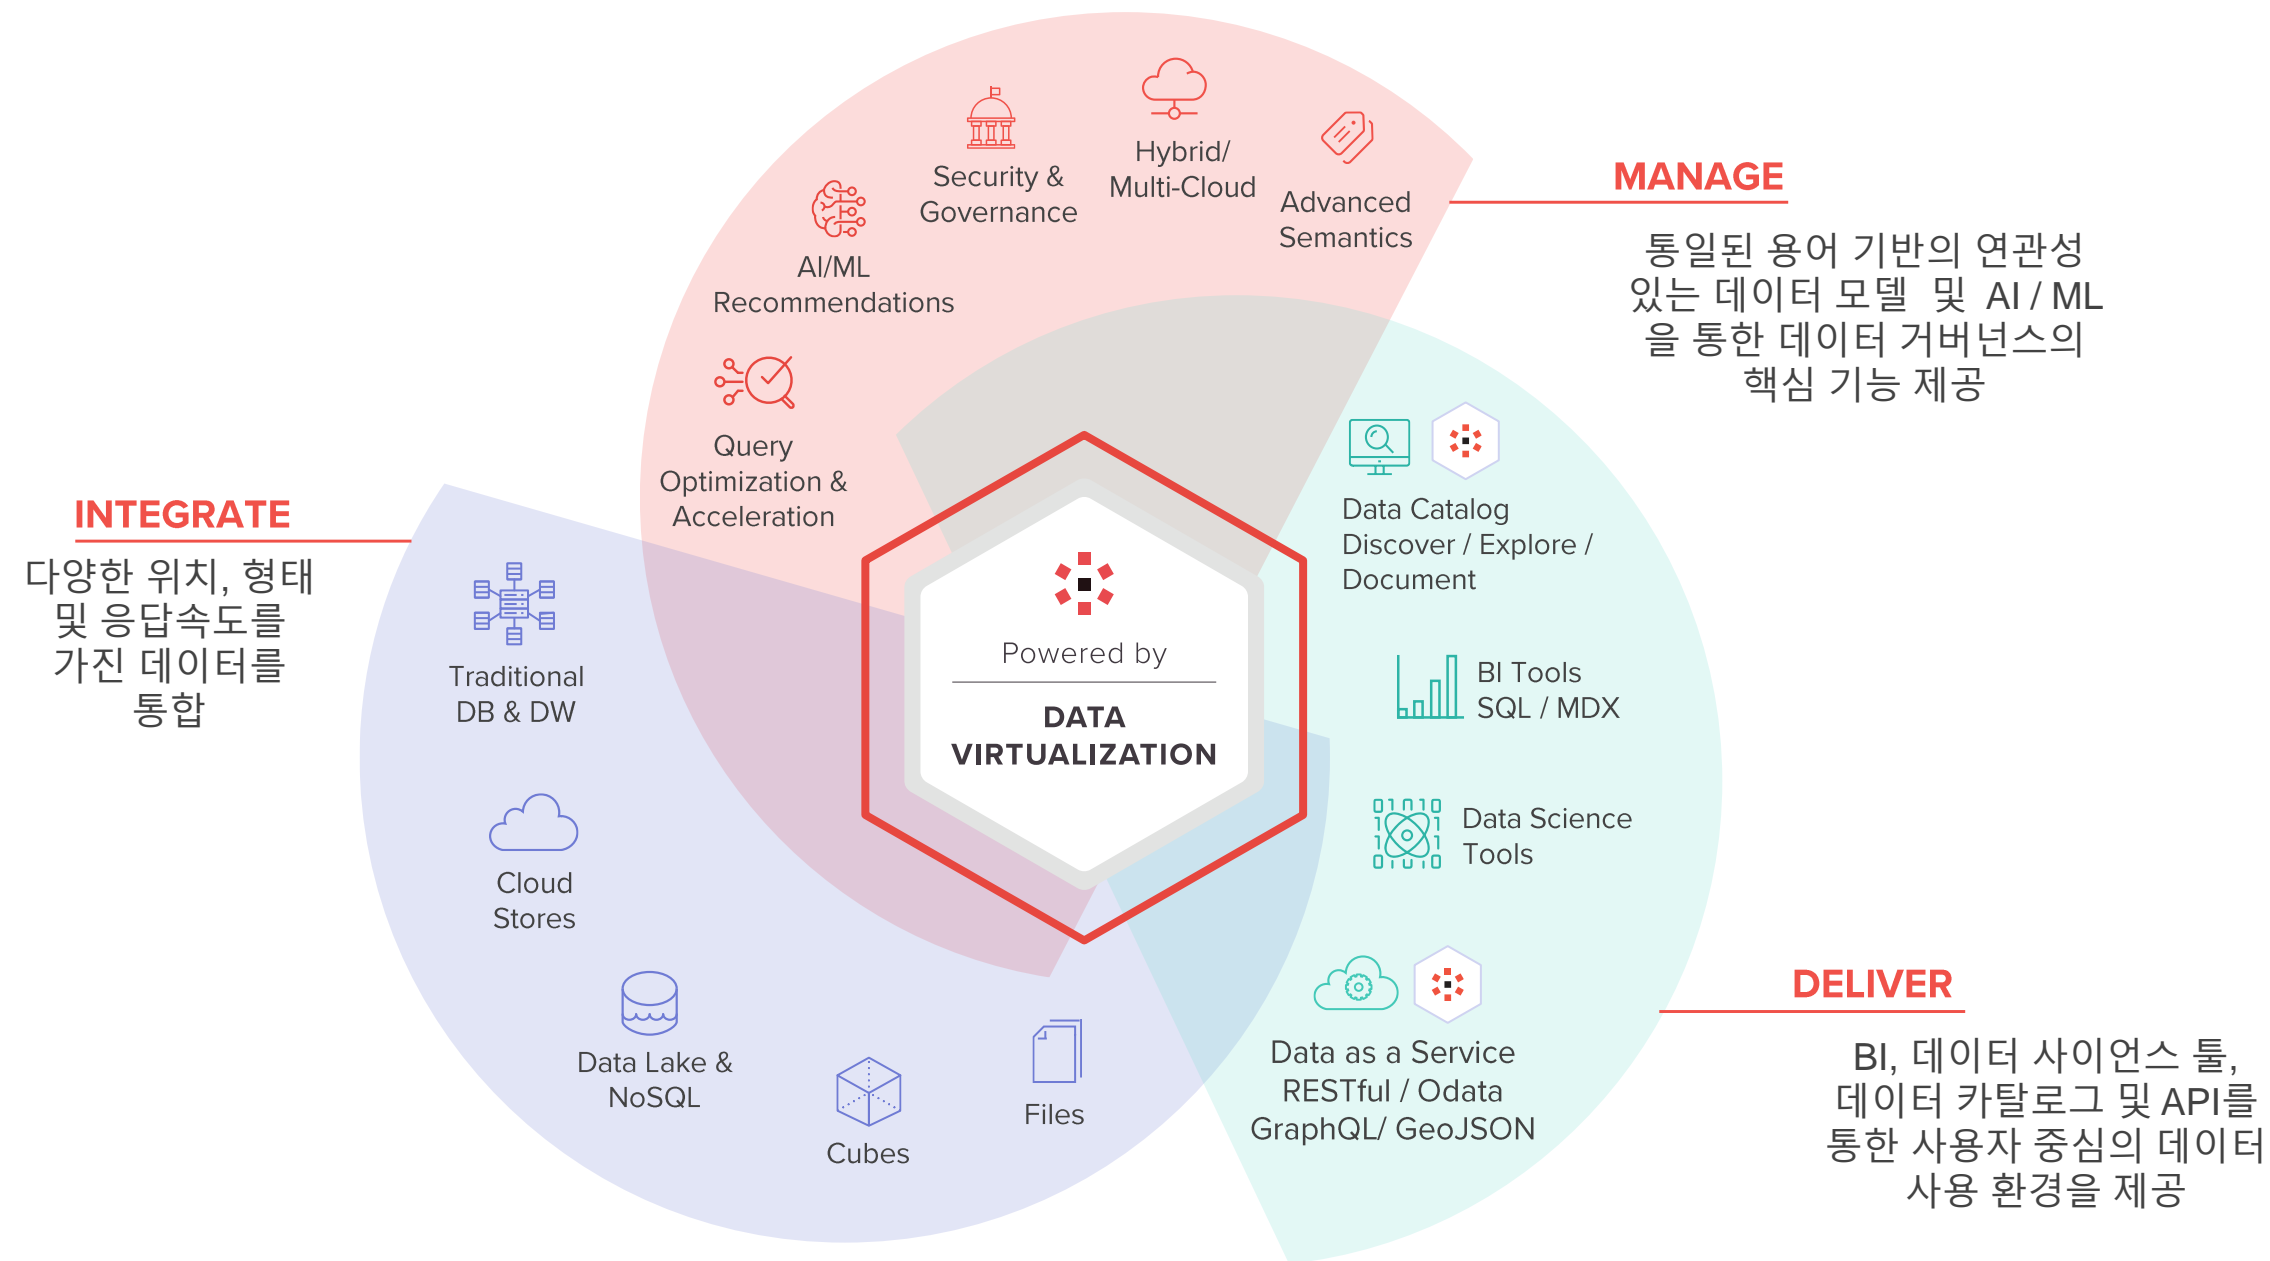 MANAGE
통일된 용어 기반의 연관성
있는 데이터 모델 및 AI / ML
을 통한 데이터 거버넌스의
핵심 기능 제공
Hybrid/
Multi-Cloud
Security &
Governance
Advanced
Semantics
AI/ML
Recommendations
Query
Optimization &
Acceleration
INTEGRATE
다양한 위치, 형태
및 응답속도를
가진 데이터를
통합
Traditional
DB & DW
Cloud
Stores
Data Lake &
NoSQL
Cubes
Files
Powered by
DATA
VIRTUALIZATION
Data Catalog
Discover / Explore /
Document
BI Tools
SQL / MDX
Data Science
Tools
Data as a Service
RESTful / Odata
GraphQL/ GeoJSON
DELIVER
BI, 데이터 사이언스 툴,
데이터 카탈로그 및 API를
통한 사용자 중심의 데이터
사용 환경을 제공